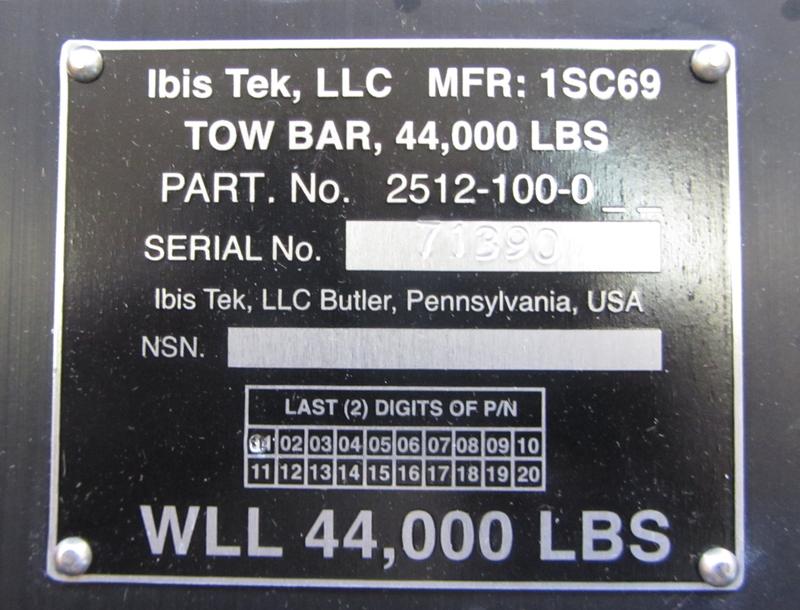 Ibis Tek, LLC MFR: 1SC69
TOW BAR, 44,000 LBS
PART. No. 2512-100-0_ _
SERIAL No. 71390
Ibis Tek, LLC Butler, Pennsylvania, USA
NSN.
LAST (2) DIGITS OF P/N
01 02 03 04 05 06 07 08 09 10
11 12 13 14 15 16 17 18 19 20
WLL 44,000 LBS